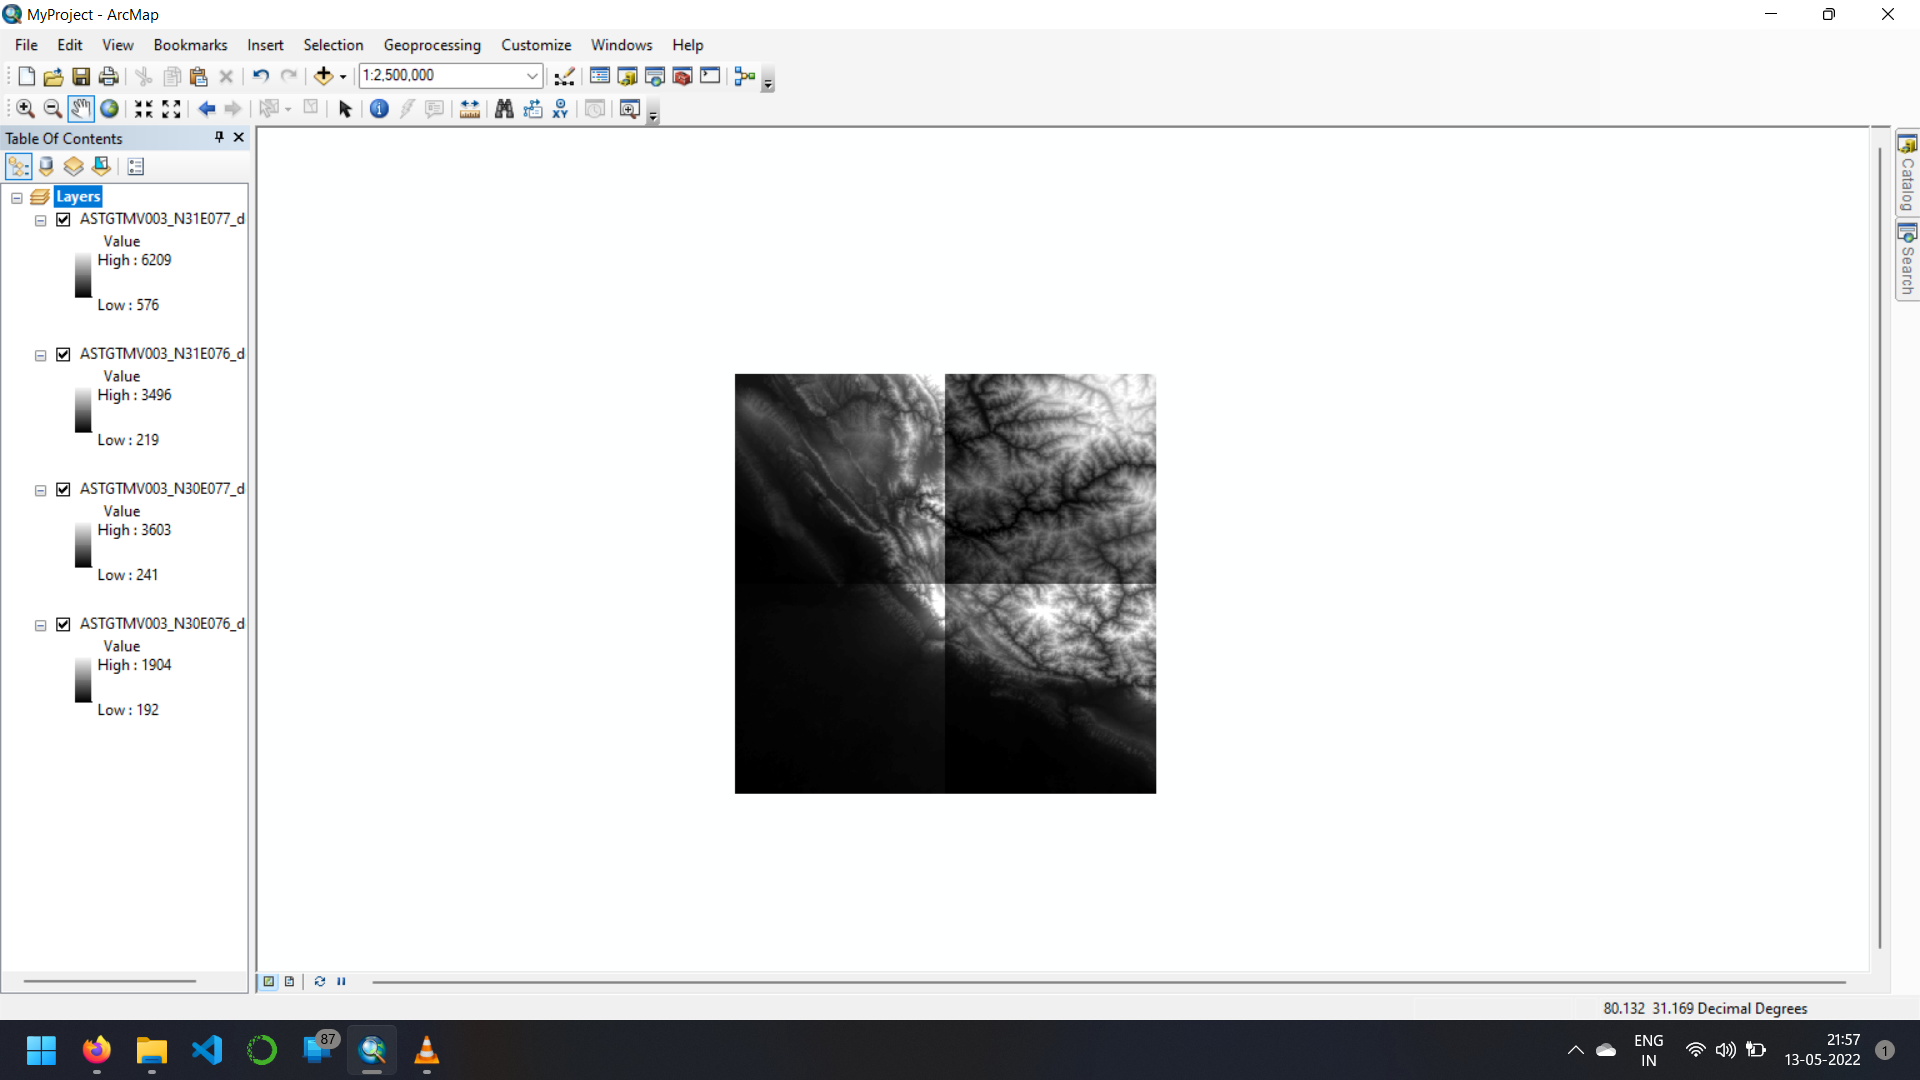 MyProject - ArcMap
File Edit View Bookmarks Insert Selection Geoprocessing Customize Windows Help
1:2,500,000
XY
Table Of Contents
Layers
ASTGTMV003_N31E077_d
Value
High : 6209
Low : 576
ASTGTMV003_N31E076_d
Value
High : 3496
Low : 219
ASTGTMV003_N30E077_d
Value
High : 3603
Low : 241
ASTGTMV003_N30E076_d
Value
High : 1904
Low : 192
Catalog
Search
80.132 31.169 Decimal Degrees
87
ENG
IN
21:57
13-05-2022
1